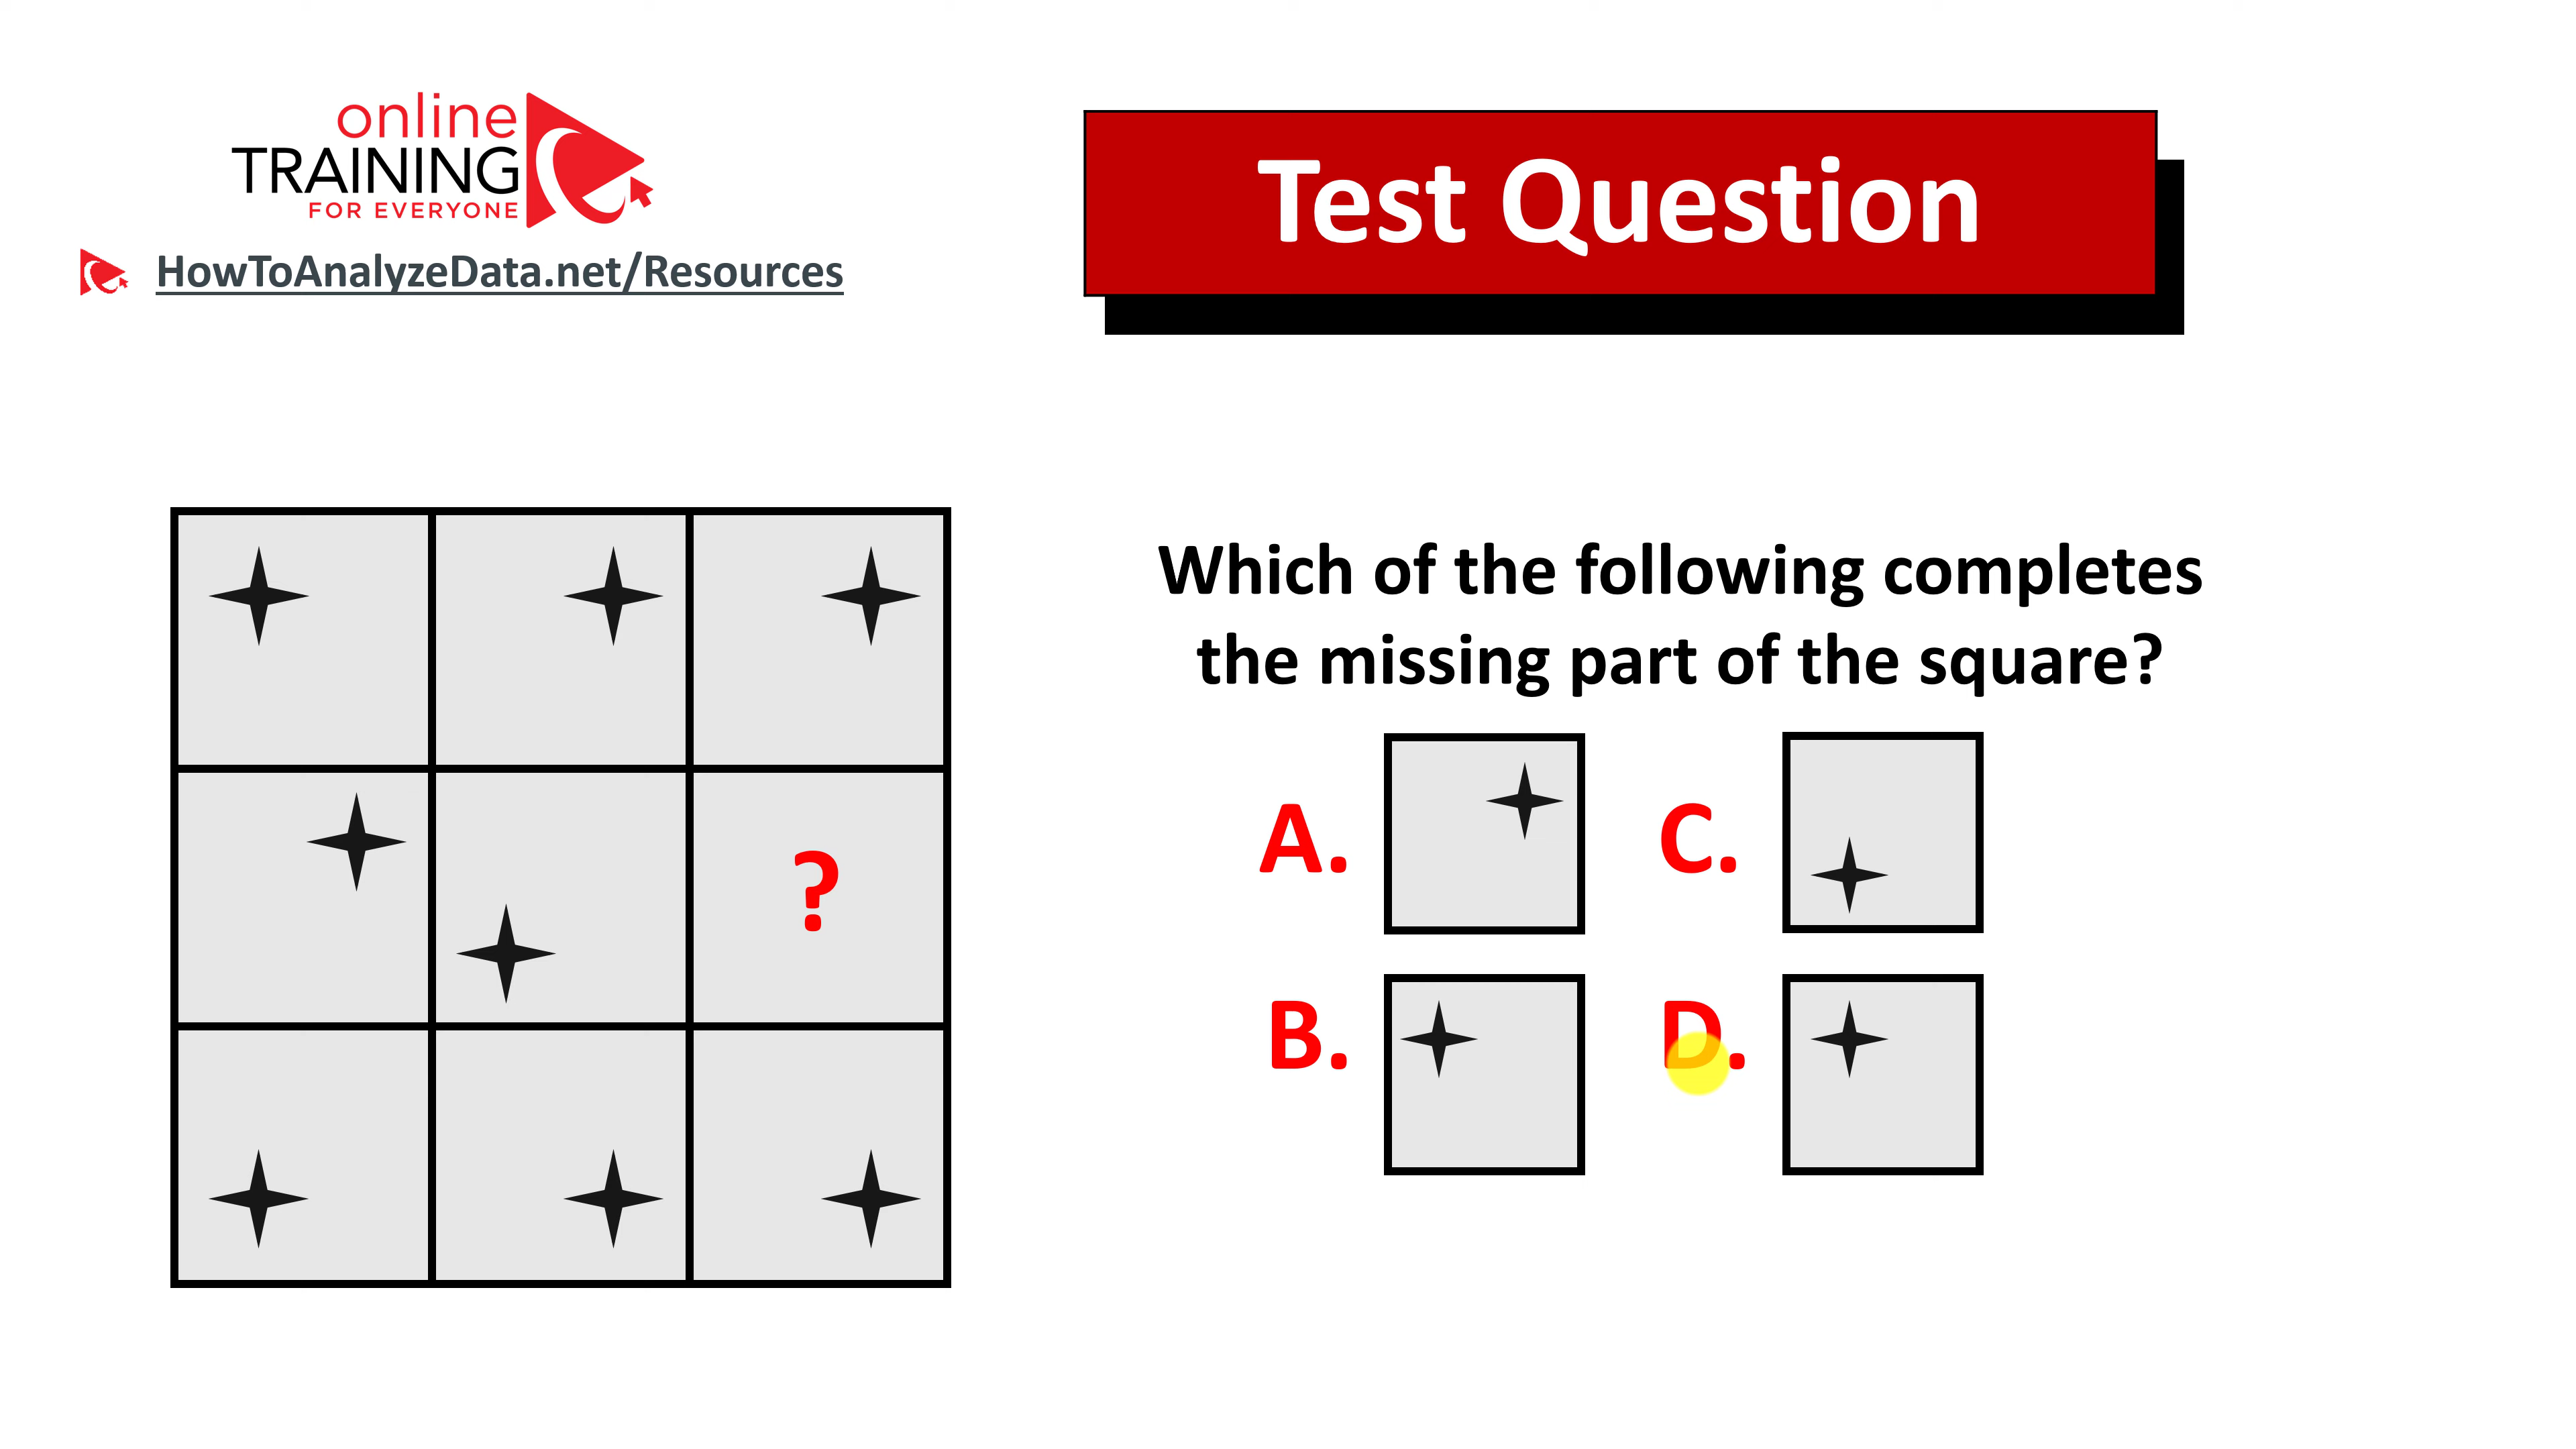 online
TRAINING
FOR EVERYONE
HowToAnalyzeData.net/Resources
Test Question
Which of the following completes
the missing part of the square?
?
A.
C.
B.
D.